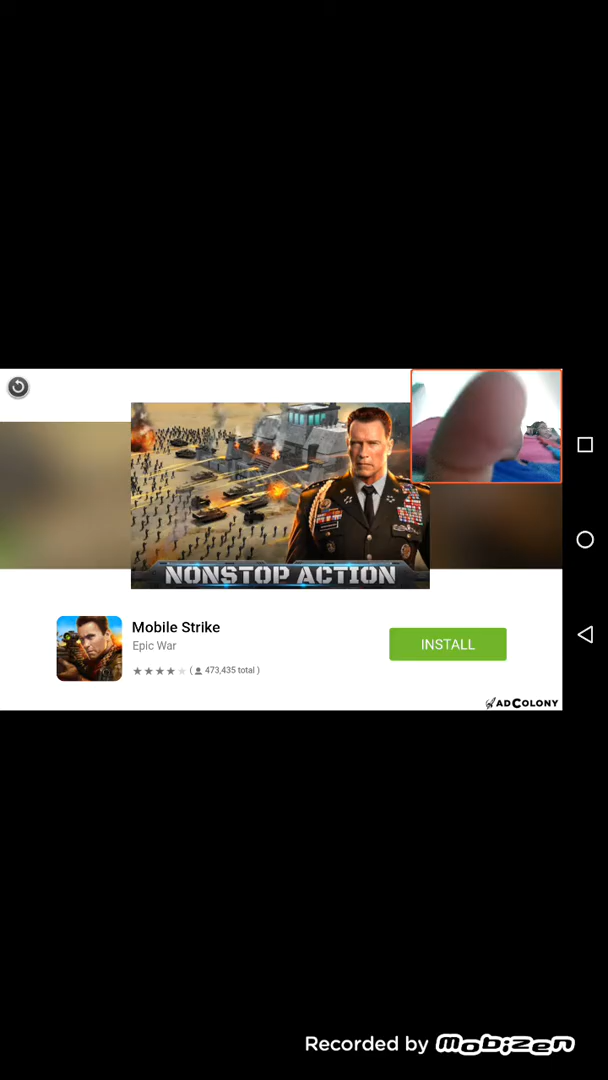 NONSTOP ACTION
Mobile Strike
Epic War
( 473,435 total )
INSTALL
ADCOLONY
Recorded by mobizen